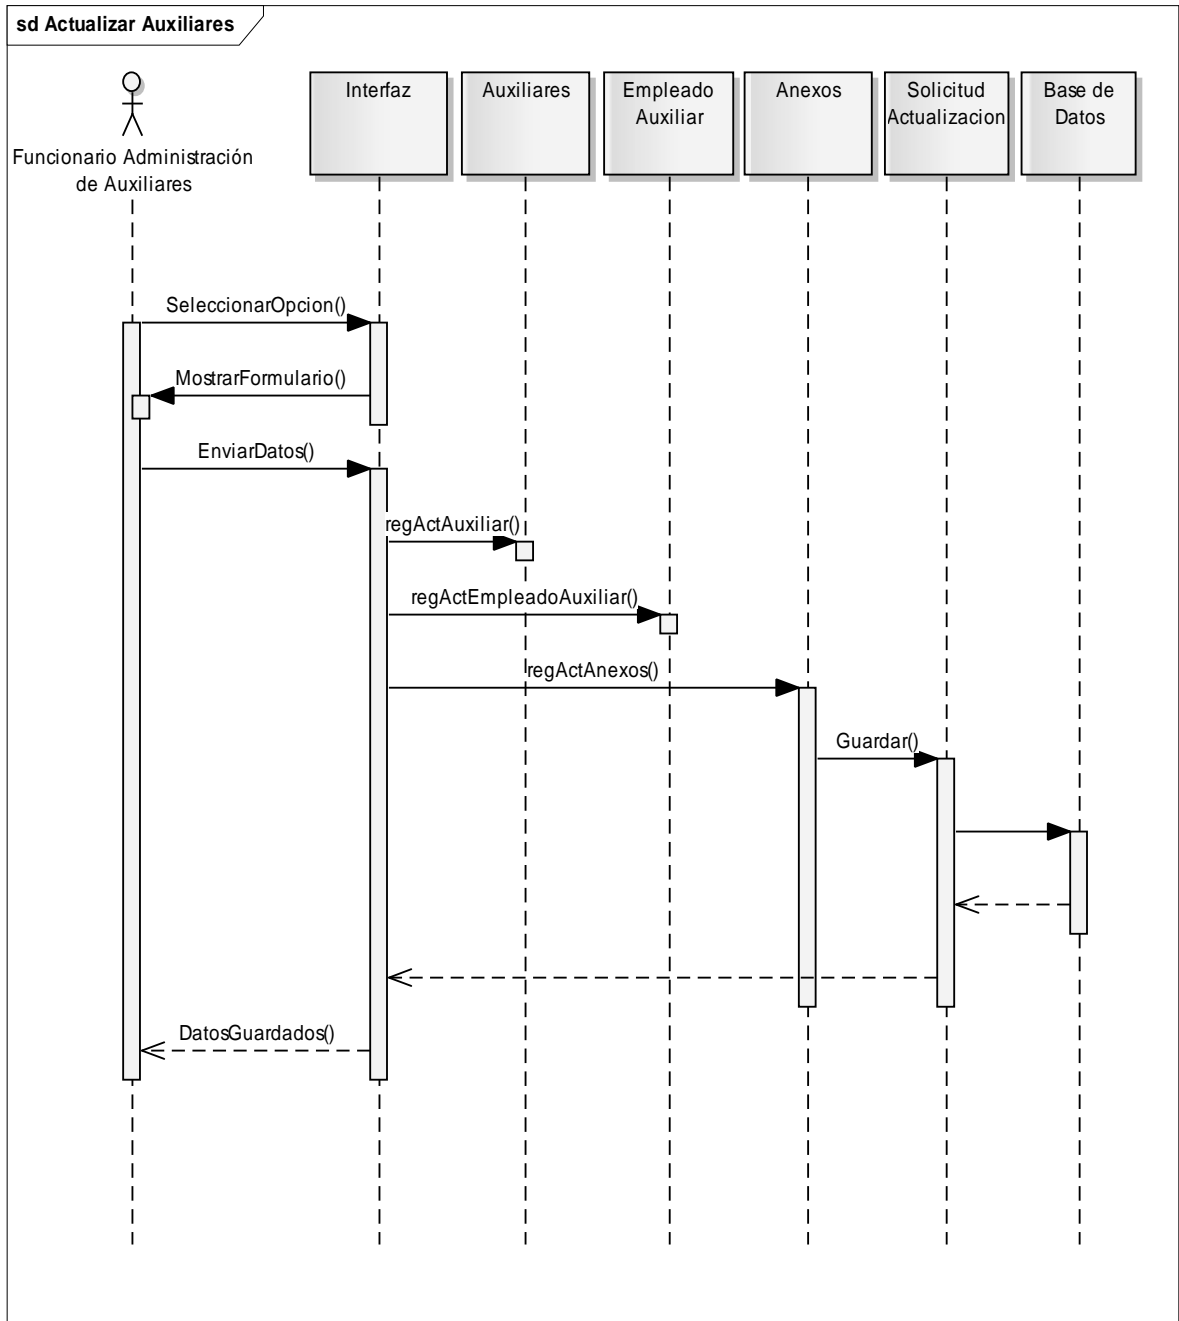 sd Actualizar Auxiliares
Funcionario Administración
de Auxiliares
Interfaz
Auxiliares
Empleado
Auxiliar
Anexos
Solicitud
Actualizacion
Base de
Datos
SeleccionarOpcion()
MostrarFormulario()
EnviarDatos()
regActAuxiliar()
regActEmpleadoAuxiliar()
regActAnexos()
Guardar()
DatosGuardados()